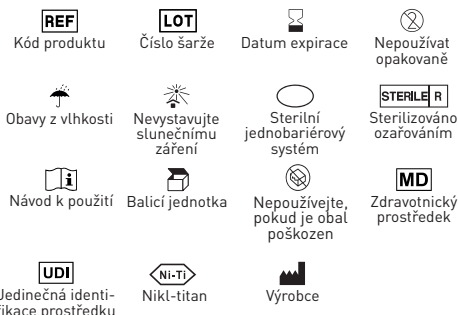 REF
LOT
Kód produktu
Číslo šarže
Datum expirace
Nepoužívat
opakovaně
2
STERILE R
Obavy z vlhkosti
Nevystavujte
slunečnímu
záření
Sterilní
jednobariérový
systém
Sterilizováno
ozařováním
i
MD
Návod k použití
Balicí jednotka
Nepoužívejte,
pokud je obal
poškozen
Zdravotnický
prostředek
UDI
Ni-Ti
Jedinečná identi-
fikace prostředku
Nikl-titan
Výrobce